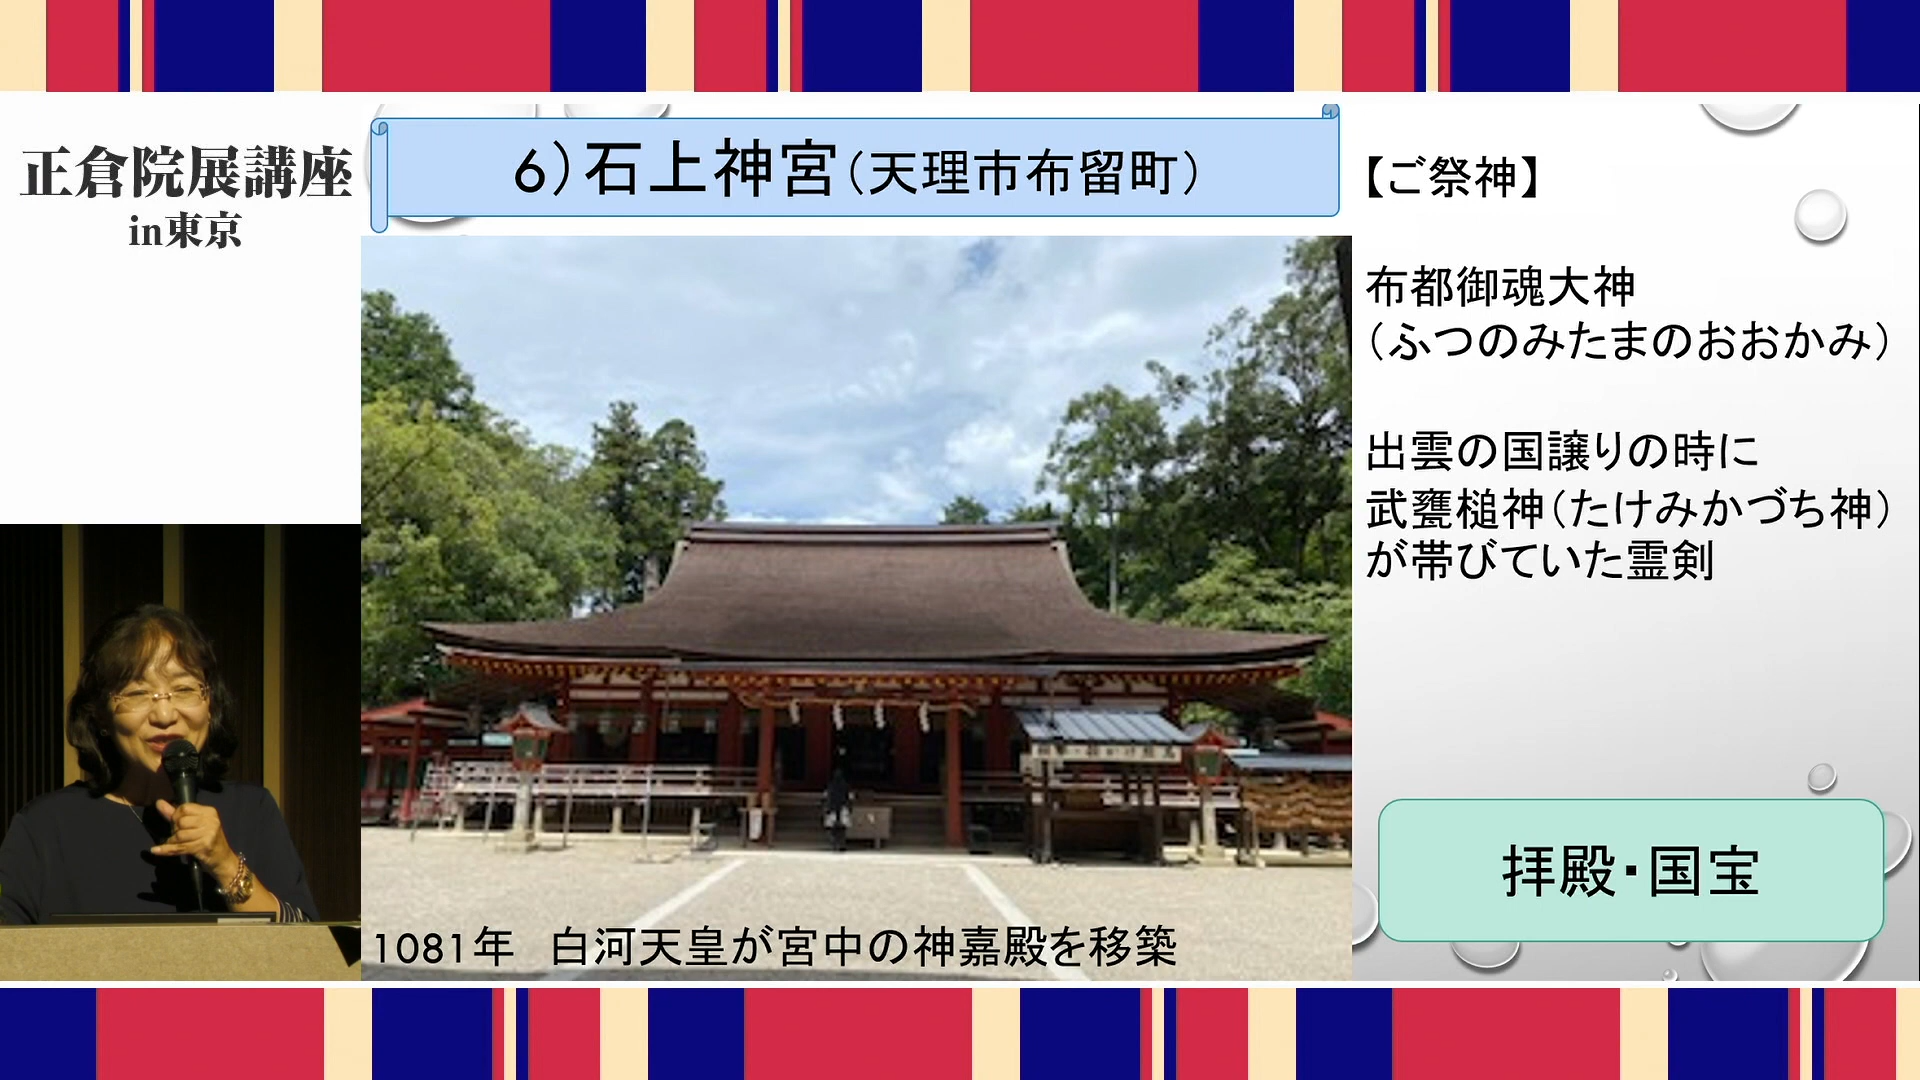 正倉院展講座
in東京
6）石上神宮（天理市布留町）
【ご祭神】
布都御魂大神
（ふつのみたまのおおかみ）
出雲の国譲りの時に
武甕槌神（たけみかづち神）
が帯びていた霊剣
拝殿・国宝
1081年　白河天皇が宮中の神嘉殿を移築